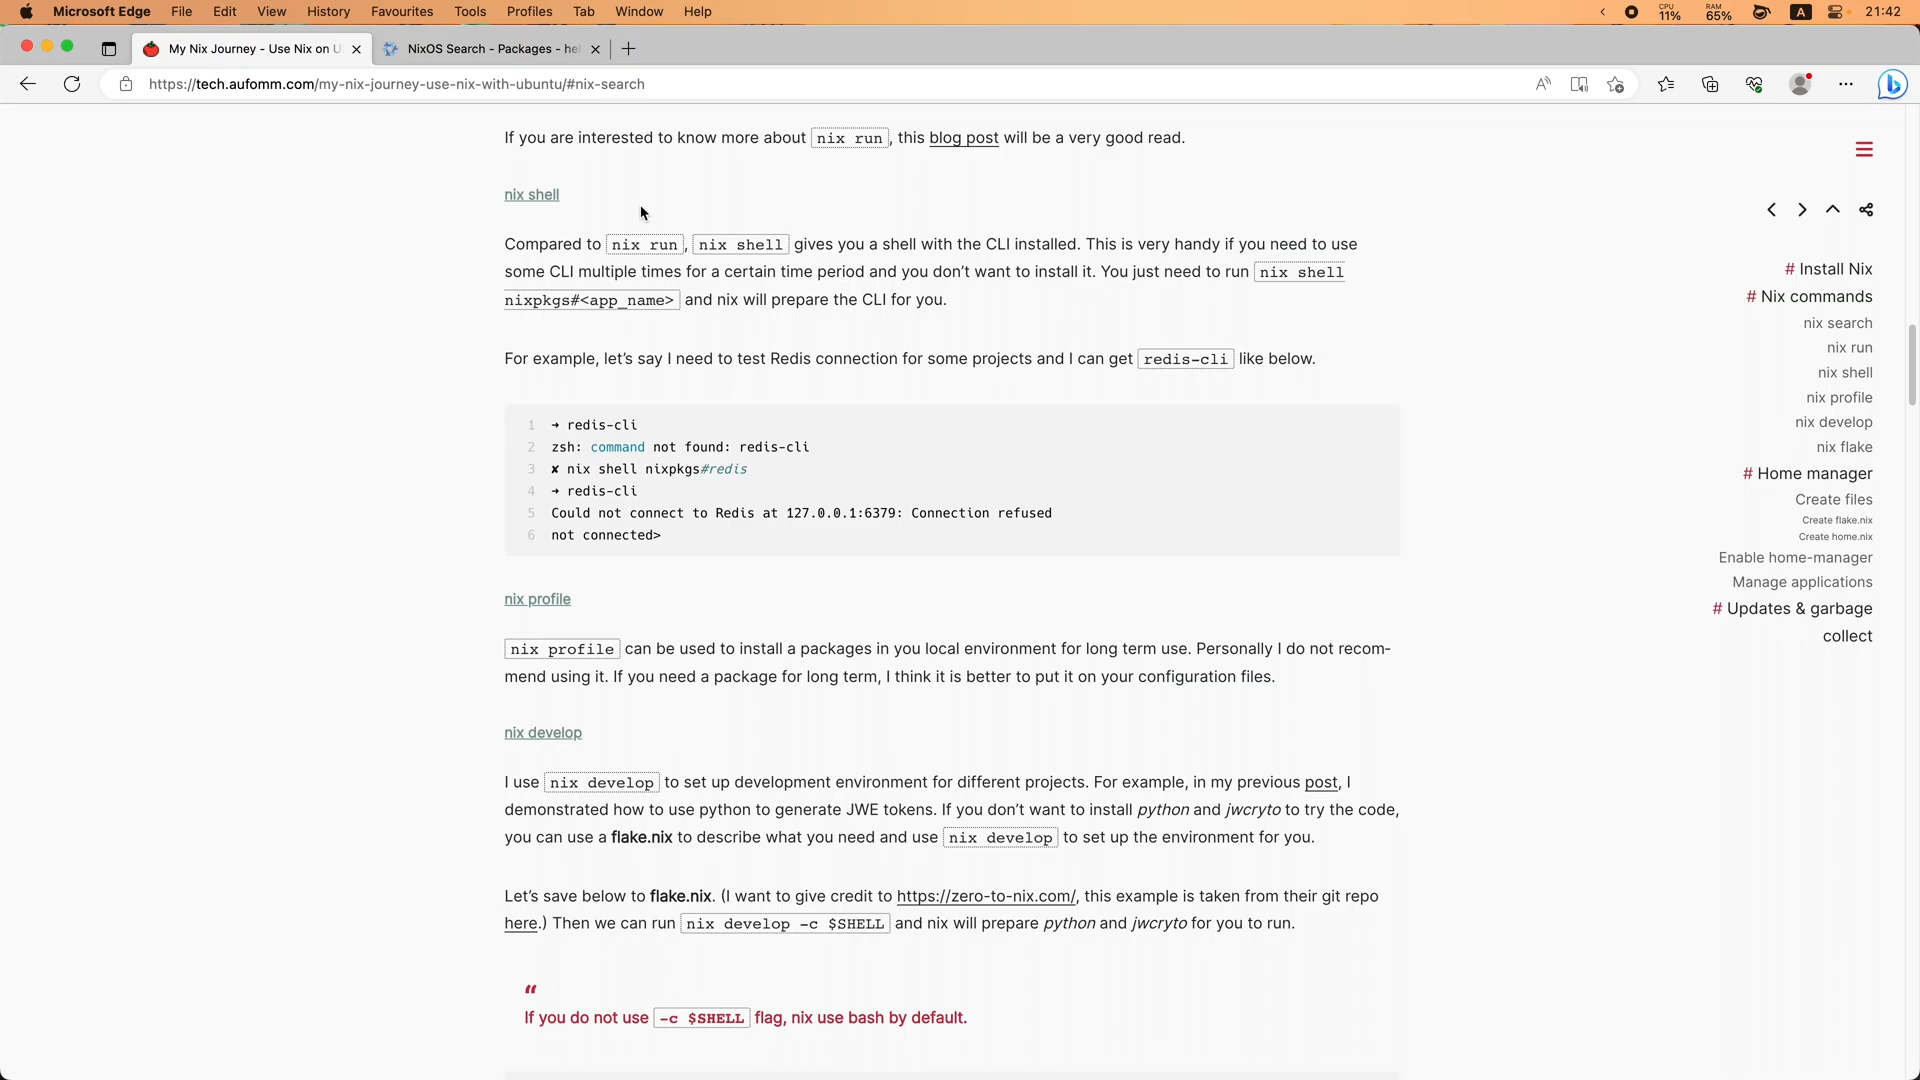 Microsoft Edge File Edit View History Favourites Tools Profiles Tab Window Help CPU 11% RAM 65% A 21:42
My Nix Journey - Use Nix on U NixOS Search - Packages - hel
https://tech.aufomm.com/my-nix-journey-use-nix-with-ubuntu/#nix-search
If you are interested to know more about nix run, this blog post will be a very good read.
nix shell
Compared to nix run, nix shell gives you a shell with the CLI installed. This is very handy if you need to use
some CLI multiple times for a certain time period and you don't want to install it. You just need to run nix shell
nixpkgs#<app_name> and nix will prepare the CLI for you.
For example, let's say I need to test Redis connection for some projects and I can get redis-cli like below.
1 → redis-cli
2 zsh: command not found: redis-cli
3 ✘ nix shell nixpkgs#redis
4 → redis-cli
5 Could not connect to Redis at 127.0.0.1:6379: Connection refused
6 not connected>
nix profile
nix profile can be used to install a packages in you local environment for long term use. Personally I do not recom-
mend using it. If you need a package for long term, I think it is better to put it on your configuration files.
nix develop
I use nix develop to set up development environment for different projects. For example, in my previous post, I
demonstrated how to use python to generate JWE tokens. If you don't want to install python and jwcryto to try the code,
you can use a flake.nix to describe what you need and use nix develop to set up the environment for you.
Let's save below to flake.nix. (I want to give credit to https://zero-to-nix.com/, this example is taken from their git repo
here.) Then we can run nix develop -c $SHELL and nix will prepare python and jwcryto for you to run.
“
If you do not use -c $SHELL flag, nix use bash by default.
# Install Nix
# Nix commands
nix search
nix run
nix shell
nix profile
nix develop
nix flake
# Home manager
Create files
Create flake.nix
Create home.nix
Enable home-manager
Manage applications
# Updates & garbage
collect